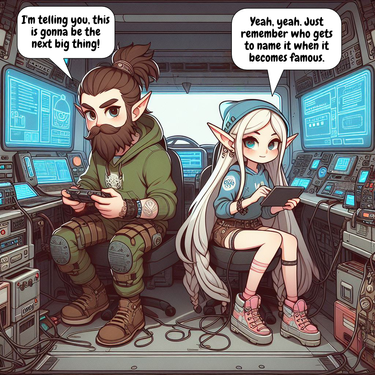 I'm telling you, this
is gonna be the
next big thing!
Yeah, yeah. Just
remember who gets
to name it when it
becomes famous.